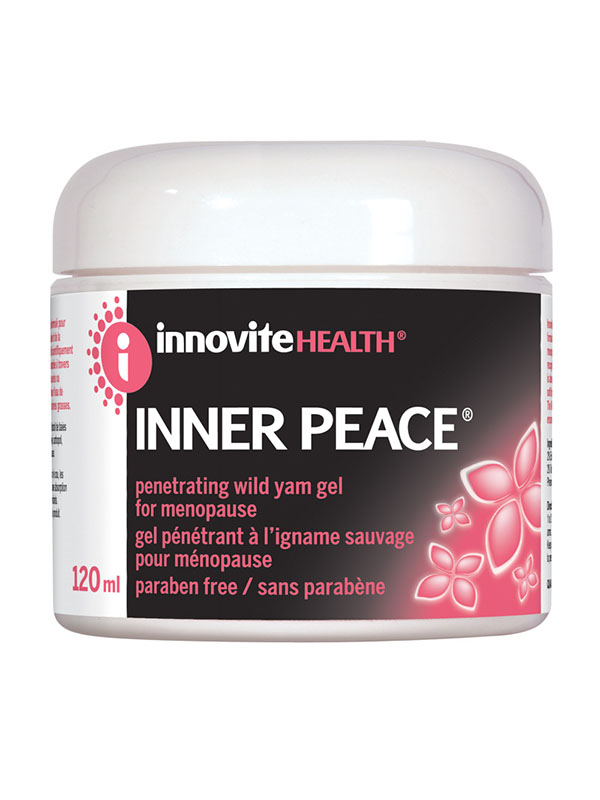 i innoviteHEALTH®
INNER PEACE®
penetrating wild yam gel
for menopause
gel pénétrant à l'igname sauvage
pour ménopause
120 ml
paraben free / sans parabène